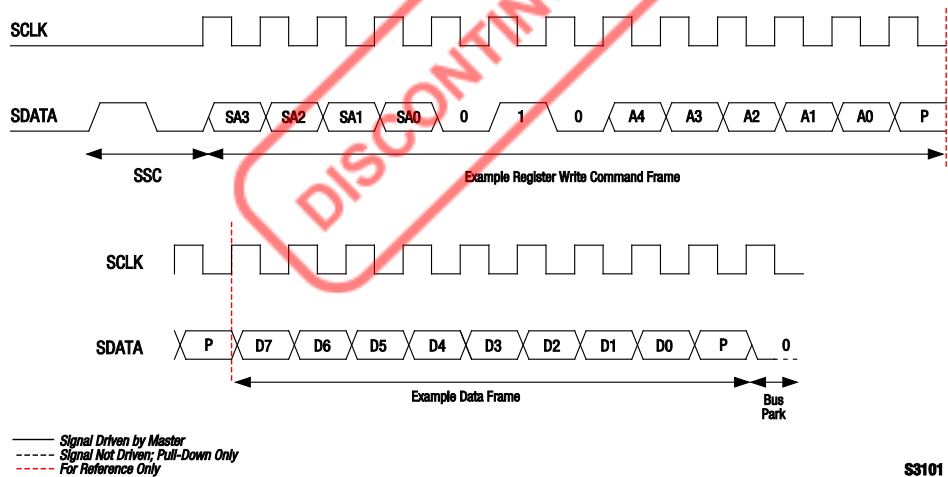 SCLK
SDATA SA3 SA2 SA1 SA0 0 1 0 A4 A3 A2 A1 A0 P
SSC
Example Register Write Command Frame
DISCONTIN
SCLK
SDATA P D7 D6 D5 D4 D3 D2 D1 D0 P 0
Example Data Frame
Bus
Park
Signal Driven by Master
Signal Not Driven; Pull-Down Only
For Reference Only
S3101